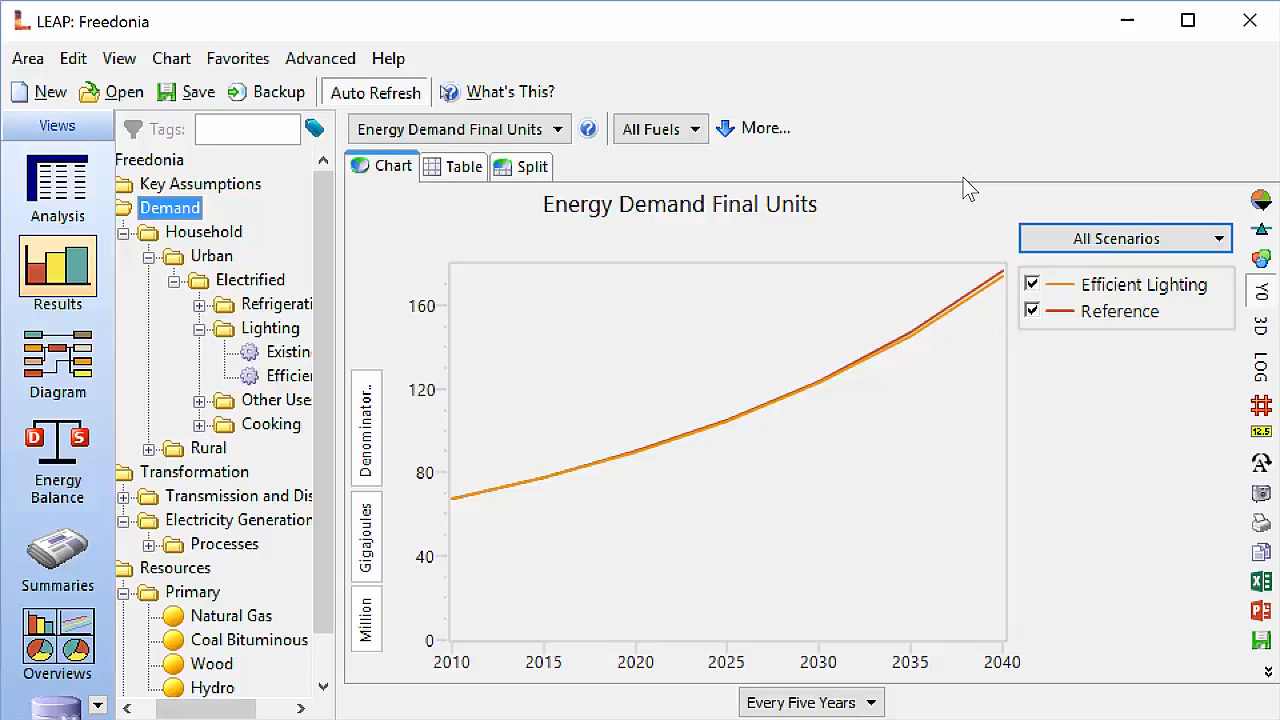 LEAP: Freedonia
Area Edit View Chart Favorites Advanced Help
New Open Save Backup Auto Refresh What's This?
Views
Analysis
Results
Diagram
D S
Energy
Balance
Summaries
Overviews
Tags:
Freedonia
Key Assumptions
Demand
Household
Urban
Electrified
Refrigerati
Lighting
Existin
Efficier
Other Use
Cooking
Rural
Transformation
Transmission and Dis
Electricity Generation
Processes
Resources
Primary
Natural Gas
Coal Bituminous
Wood
Hydro
Energy Demand Final Units All Fuels More...
Chart Table Split
Energy Demand Final Units
All Scenarios
Efficient Lighting
Reference
Denominator..
Gigajoules
Million
160
120
80
40
0
2010 2015 2020 2025 2030 2035 2040
Every Five Years
Y0
3D
LOG
12.5